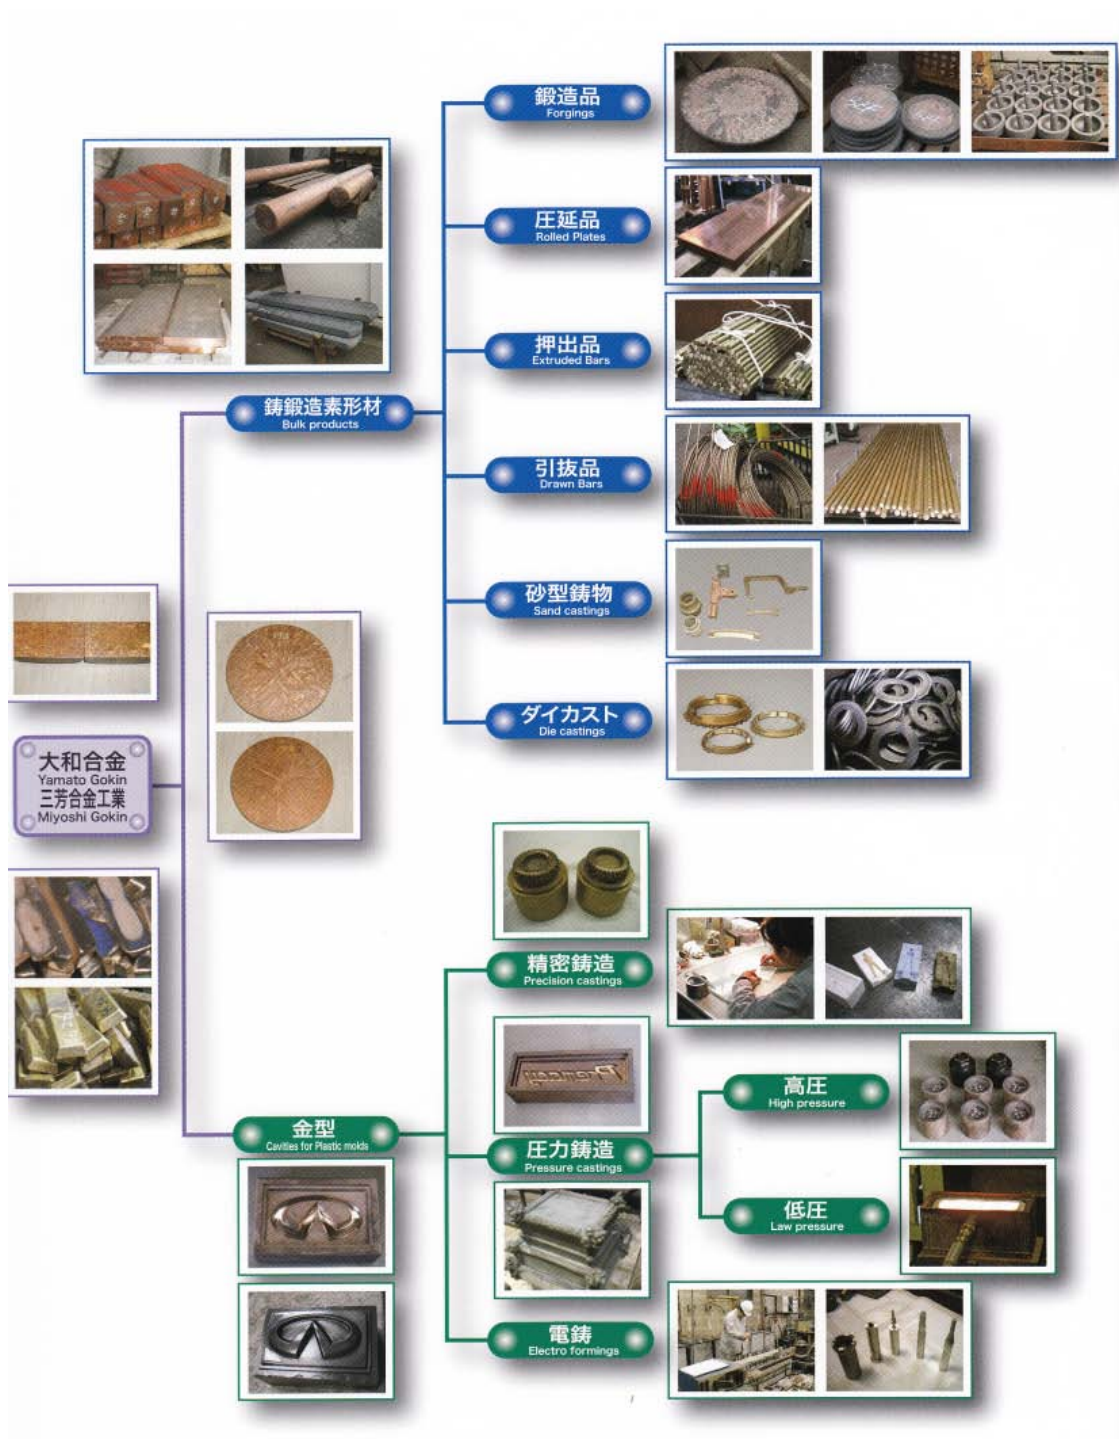 鍛造品
Forgings
圧延品
Rolled Plates
押出品
Extruded Bars
鋳鍛造素形材
Bulk products
引抜品
Drawn Bars
砂型鋳物
Sand castings
ダイカスト
Die castings
大和合金
Yamato Gokin
三芳合金工業
Miyoshi Gokin
精密鋳造
Precision castings
高圧
High pressure
金型
Cavities for Plastic molds
圧力鋳造
Pressure castings
低圧
Law pressure
電鋳
Electro formings